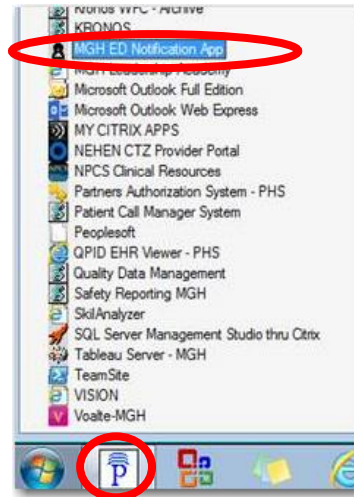 Kronos WFC - Archive
KRONOS
MGH ED Notification App
MGH Leadership Academy
Microsoft Outlook Full Edition
Microsoft Outlook Web Express
MY CITRIX APPS
NEHEN CTZ Provider Portal
NPCS Clinical Resources
Partners Authorization System - PHS
Patient Call Manager System
Peoplesoft
QPID EHR Viewer - PHS
Quality Data Management
Safety Reporting MGH
SkilAnalyzer
SQL Server Management Studio thru Citrix
Tableau Server - MGH
TeamSite
VISION
Voalte-MGH
P